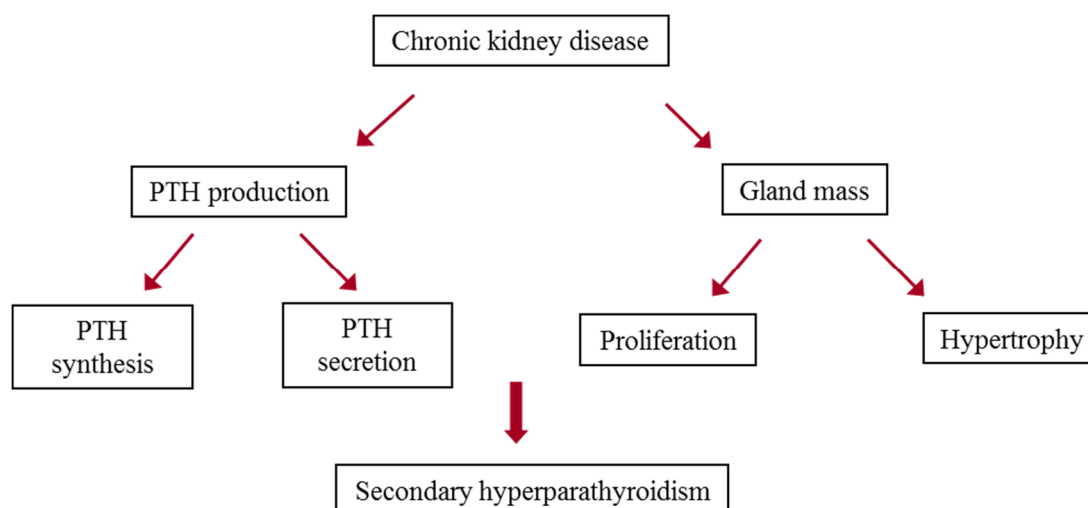 Chronic kidney disease
PTH production
Gland mass
PTH
synthesis
PTH
secretion
Proliferation
Hypertrophy
Secondary hyperparathyroidism